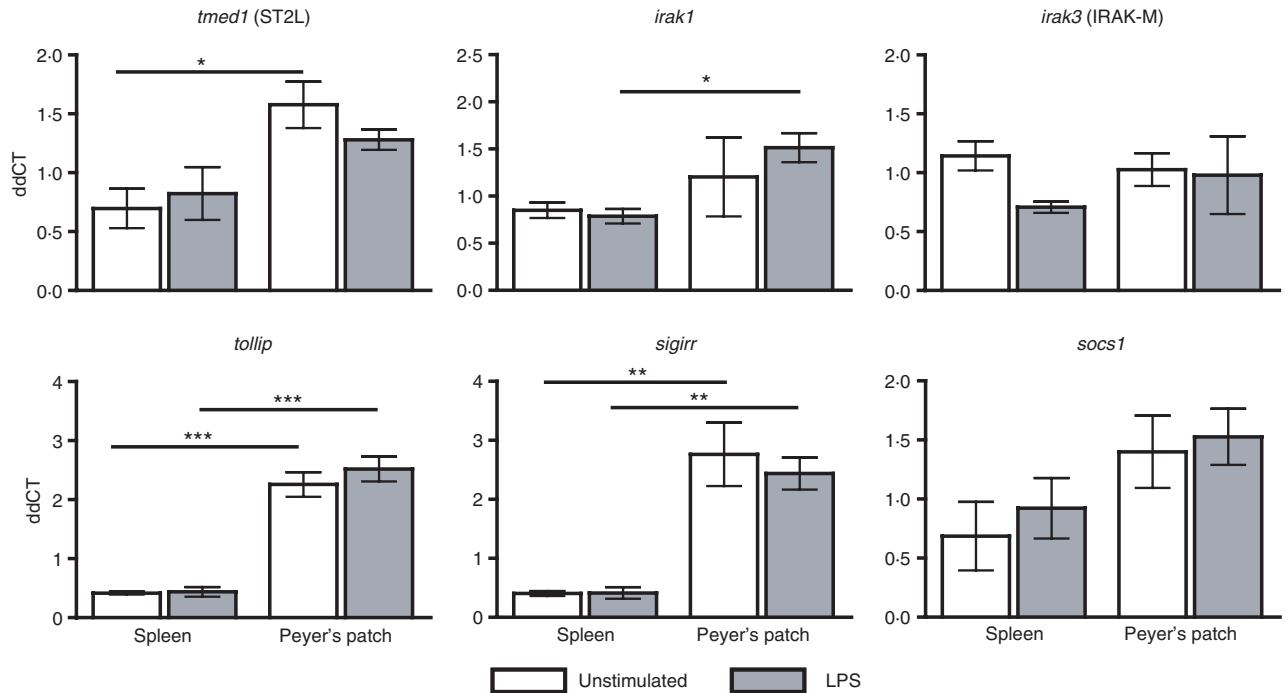 tmed1 (ST2L)
2·0
1·5
1·0
0·5
0·0
ddCT
*
irak1
2·5
2·0
1·5
1·0
0·5
0·0
*
irak3 (IRAK-M)
2·0
1·5
1·0
0·5
0·0
tollip
4
3
2
1
0
ddCT
***
***
Spleen
Peyer's patch
sigirr
4
3
2
1
0
**
**
Spleen
Peyer's patch
socs1
2·0
1·5
1·0
0·5
0·0
Spleen
Peyer's patch
Unstimulated
LPS